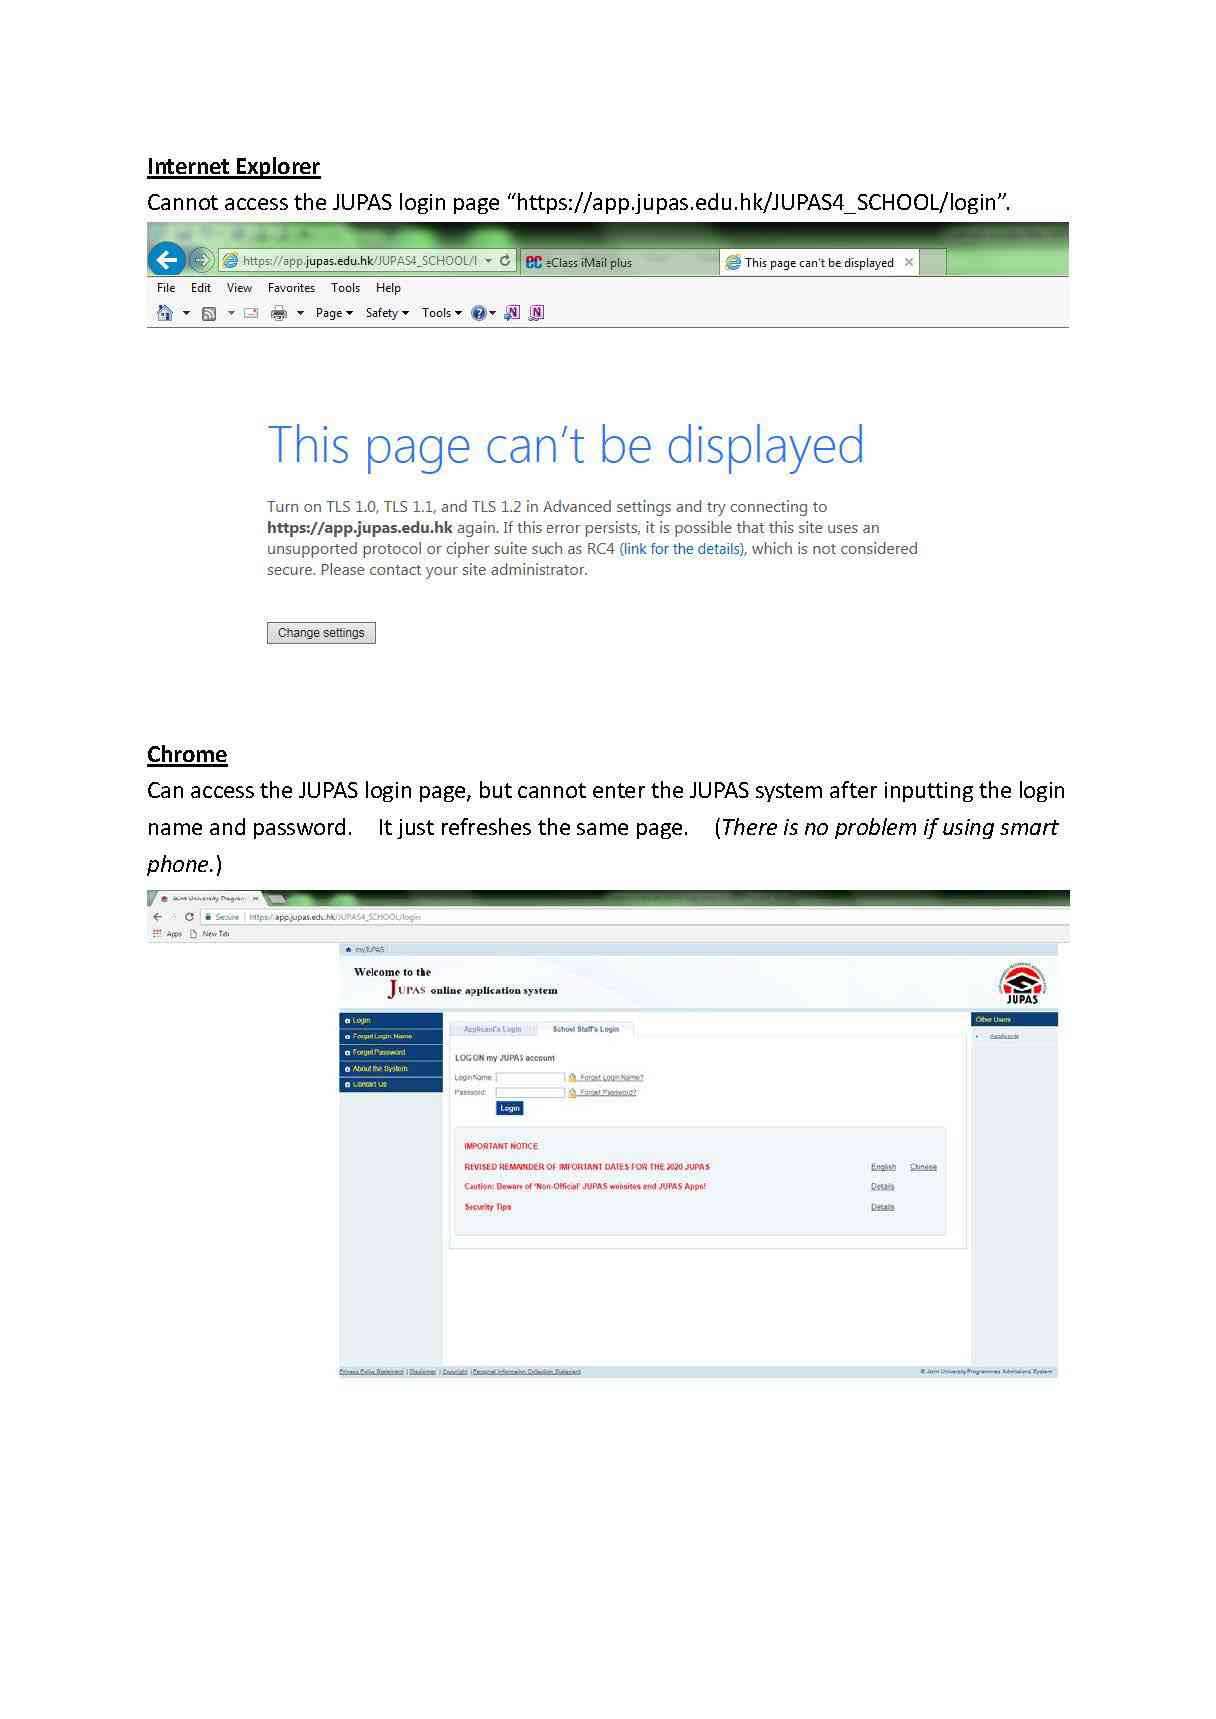 Internet Explorer
Cannot access the JUPAS login page “https://app.jupas.edu.hk/JUPAS4_SCHOOL/login”.
https://app.jupas.edu.hk/JUPAS4_SCHOOL/l
eClass iMail plus
This page can't be displayed
File Edit View Favorites Tools Help
Page Safety Tools
This page can’t be displayed
Turn on TLS 1.0, TLS 1.1, and TLS 1.2 in Advanced settings and try connecting to
https://app.jupas.edu.hk again. If this error persists, it is possible that this site uses an
unsupported protocol or cipher suite such as RC4 (link for the details), which is not considered
secure. Please contact your site administrator.
Change settings
Chrome
Can access the JUPAS login page, but cannot enter the JUPAS system after inputting the login
name and password. It just refreshes the same page. (There is no problem if using smart
phone.)
Joint University Program
Secure https://app.jupas.edu.hk/JUPAS4_SCHOOL/login
Apps New Tab
myJUPAS
Welcome to the
JUPAS online application system
JUPAS
Login
Forget Login Name
Forget Password
About the System
Contact Us
Applicant's Login School Staff's Login
LOG ON my JUPAS account
Login Name: Forget Login Name?
Password: Forget Password?
Login
IMPORTANT NOTICE
REVISED REMAINDER OF IMPORTANT DATES FOR THE 2020 JUPAS English Chinese
Caution: Beware of 'Non-Official' JUPAS websites and JUPAS Apps! Details
Security Tips Details
Other Users
Applicants
Privacy Policy Statement | Disclaimer | Copyright | Personal Information Collection Statement
© Joint University Programmes Admissions System